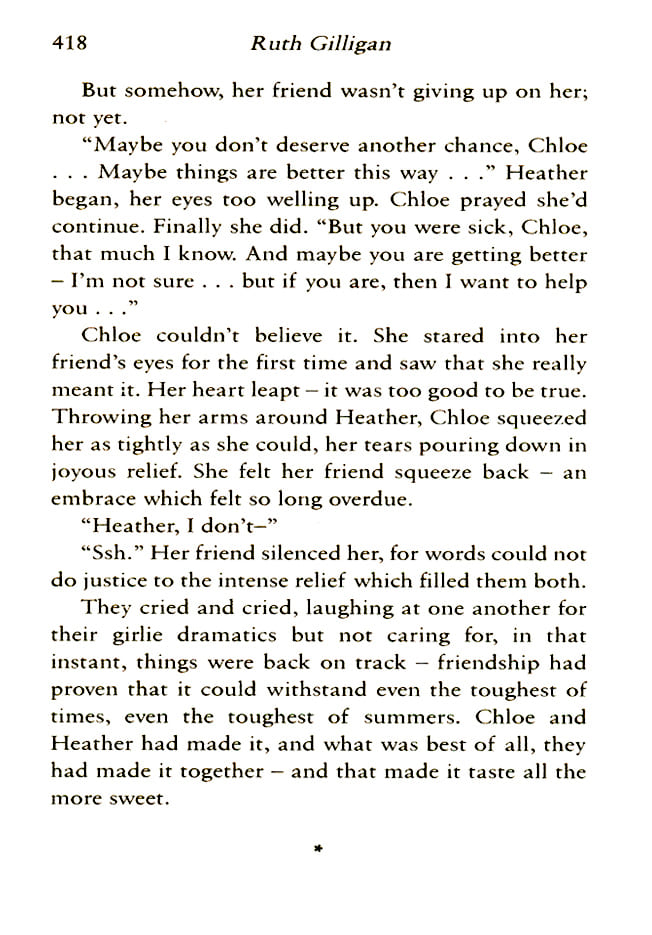 418 Ruth Gilligan
But somehow, her friend wasn't giving up on her;
not yet.
“Maybe you don't deserve another chance, Chloe
. . . Maybe things are better this way . . .” Heather
began, her eyes too welling up. Chloe prayed she'd
continue. Finally she did. “But you were sick, Chloe,
that much I know. And maybe you are getting better
– I'm not sure . . . but if you are, then I want to help
you . . .”
Chloe couldn't believe it. She stared into her
friend's eyes for the first time and saw that she really
meant it. Her heart leapt – it was too good to be true.
Throwing her arms around Heather, Chloe squeezed
her as tightly as she could, her tears pouring down in
joyous relief. She felt her friend squeeze back – an
embrace which felt so long overdue.
“Heather, I don't–”
“Ssh.” Her friend silenced her, for words could not
do justice to the intense relief which filled them both.
They cried and cried, laughing at one another for
their girlie dramatics but not caring for, in that
instant, things were back on track – friendship had
proven that it could withstand even the toughest of
times, even the toughest of summers. Chloe and
Heather had made it, and what was best of all, they
had made it together – and that made it taste all the
more sweet.
*